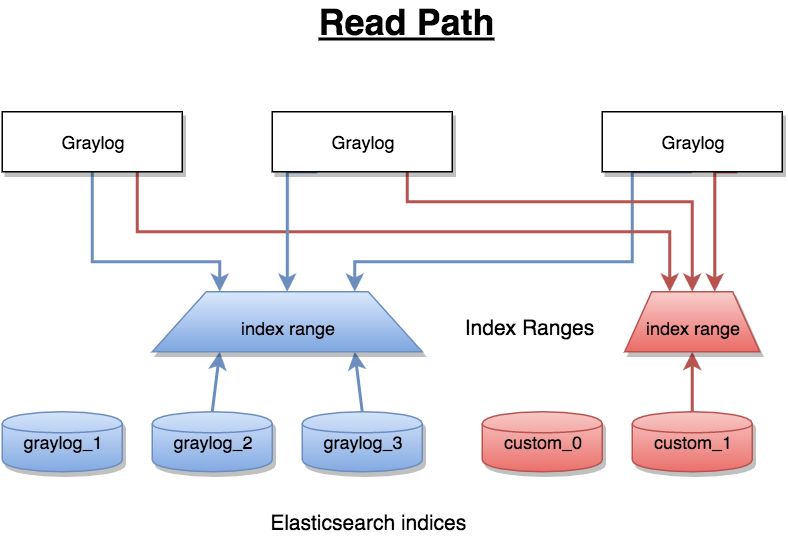 Read Path
Graylog
Graylog
Graylog
index range
Index Ranges
index range
graylog_1
graylog_2
graylog_3
custom_0
custom_1
Elasticsearch indices